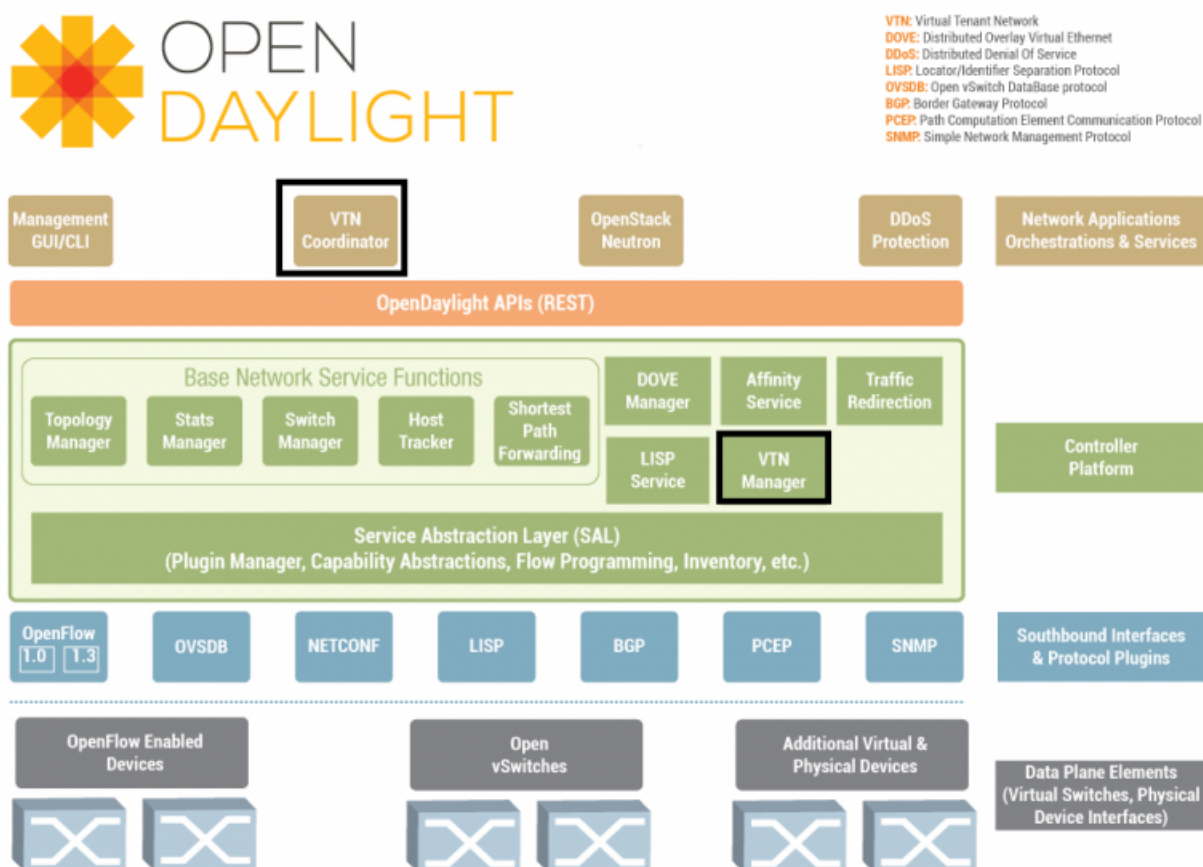 OPEN
DAYLIGHT
VTN: Virtual Tenant Network
DOVE: Distributed Overlay Virtual Ethernet
DDoS: Distributed Denial Of Service
LISP: Locator/Identifier Separation Protocol
OVSDB: Open vSwitch DataBase protocol
BGP: Border Gateway Protocol
PCEP: Path Computation Element Communication Protocol
SNMP: Simple Network Management Protocol
Management
GUI/CLI
VTN
Coordinator
OpenStack
Neutron
DDoS
Protection
Network Applications
Orchestrations & Services
OpenDaylight APIs (REST)
Base Network Service Functions
Topology
Manager
Stats
Manager
Switch
Manager
Host
Tracker
Shortest
Path
Forwarding
DOVE
Manager
Affinity
Service
Traffic
Redirection
LISP
Service
VTN
Manager
Controller
Platform
Service Abstraction Layer (SAL)
(Plugin Manager, Capability Abstractions, Flow Programming, Inventory, etc.)
OpenFlow
1.0 1.3
OVSDB
NETCONF
LISP
BGP
PCEP
SNMP
Southbound Interfaces
& Protocol Plugins
OpenFlow Enabled
Devices
Open
vSwitches
Additional Virtual &
Physical Devices
Data Plane Elements
(Virtual Switches, Physical
Device Interfaces)